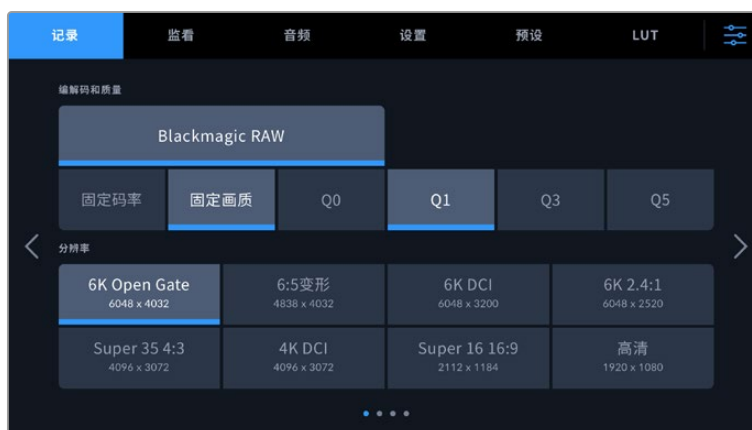 记录 监看 音频 设置 预设 LUT
编解码和质量
Blackmagic RAW
固定码率 固定画质 Q0 Q1 Q3 Q5
分辨率
6K Open Gate 6:5变形 6K DCI 6K 2.4:1
6048 x 4032 4838 x 4032 6048 x 3200 6048 x 2520
Super 35 4:3 4K DCI Super 16 16:9 高清
4096 x 3072 4096 x 3072 2112 x 1184 1920 x 1080